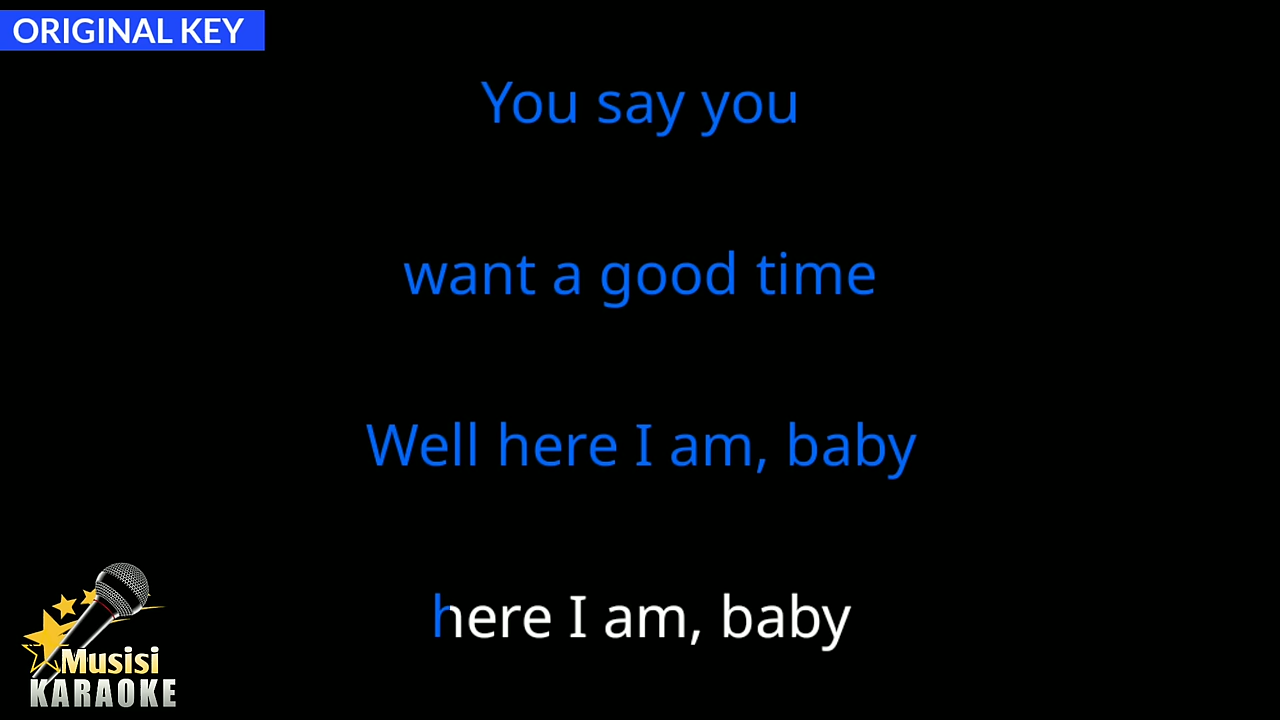 ORIGINAL KEY
You say you
want a good time
Well here I am, baby
here I am, baby
Musisi
KARAOKE